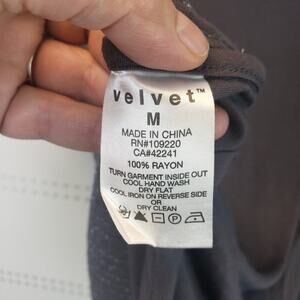 velvet™
M
MADE IN CHINA
RN#109220
CA#42241
100% RAYON
TURN GARMENT INSIDE OUT
COOL HAND WASH
DRY FLAT
COOL IRON ON REVERSE SIDE
OR
DRY CLEAN